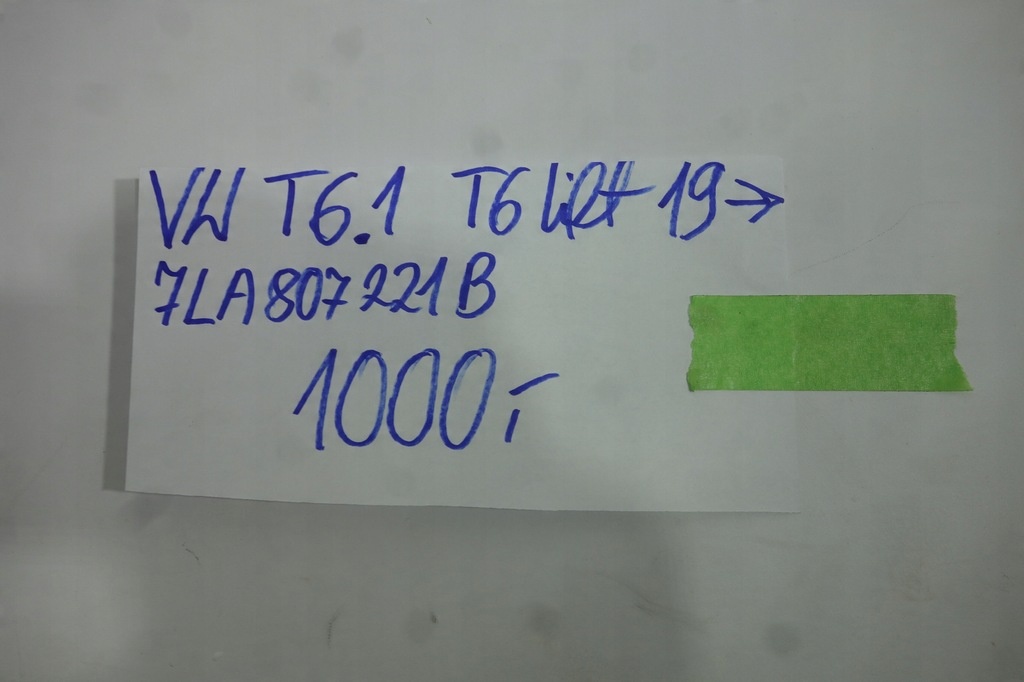 VW T6.1 T6 Lift 19→
7LA807221B
1000,-